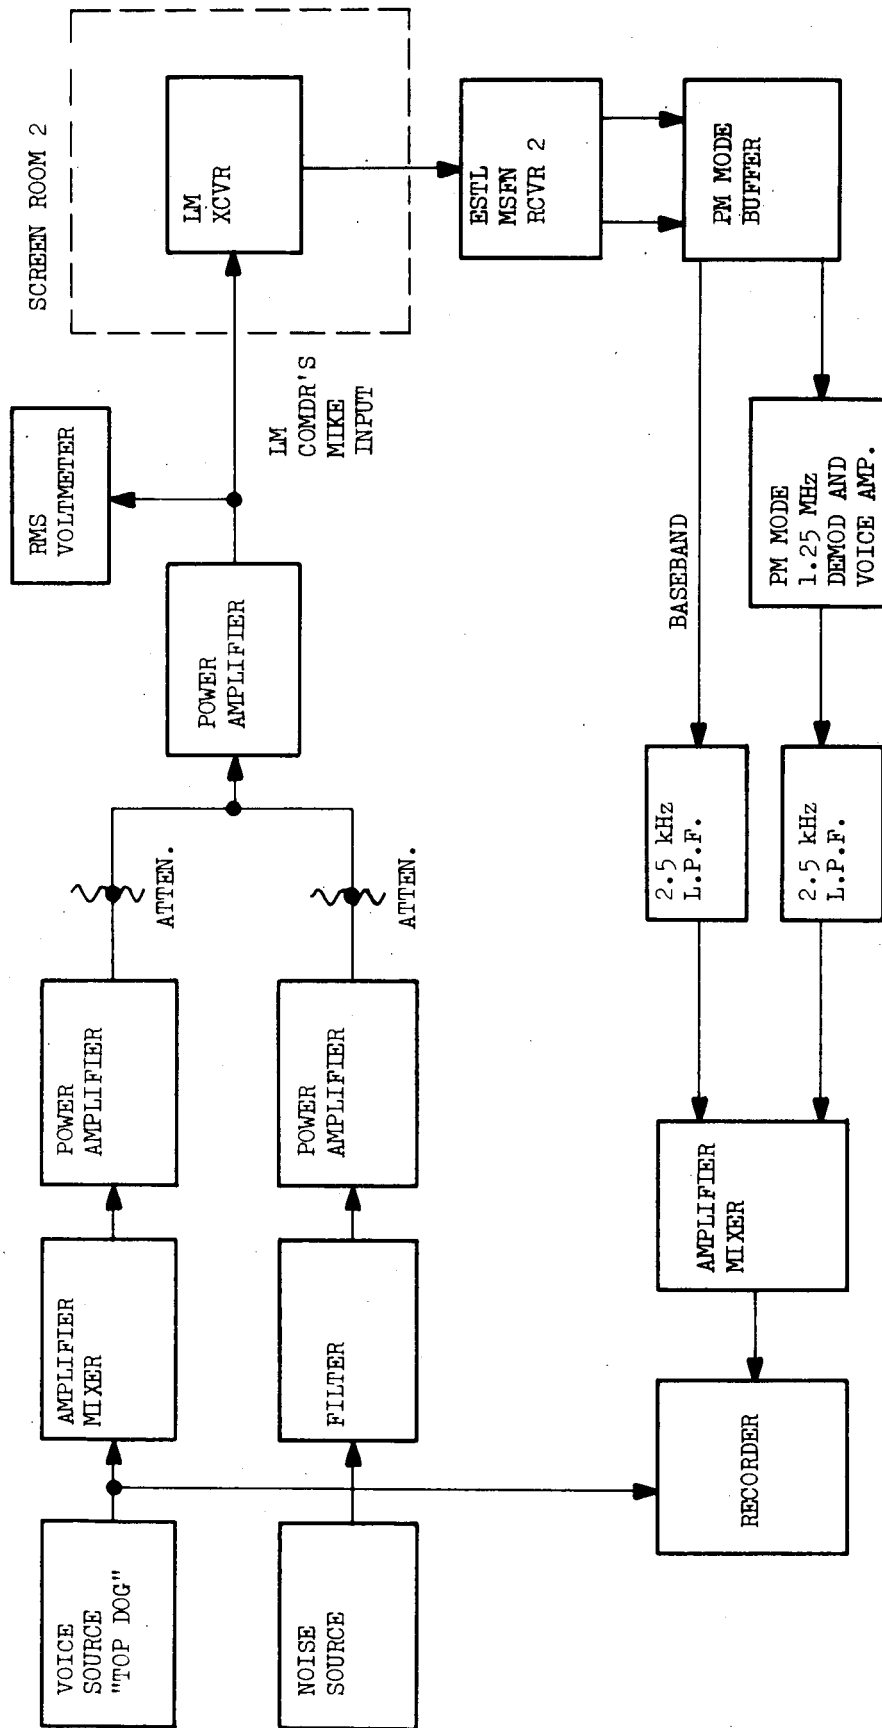 VOICE
SOURCE
"TOP DOG"
AMPLIFIER
MIXER
POWER
AMPLIFIER
ATTEN.
NOISE
SOURCE
FILTER
POWER
AMPLIFIER
ATTEN.
POWER
AMPLIFIER
RMS
VOLTMETER
LM
COMDR'S
MIKE
INPUT
SCREEN ROOM 2
LM
XCVR
ESTL
MSFN
RCVR 2
PM MODE
BUFFER
BASEBAND
PM MODE
1.25 MHz
DEMOD AND
VOICE AMP.
2.5 kHz
L.P.F.
2.5 kHz
L.P.F.
AMPLIFIER
MIXER
RECORDER